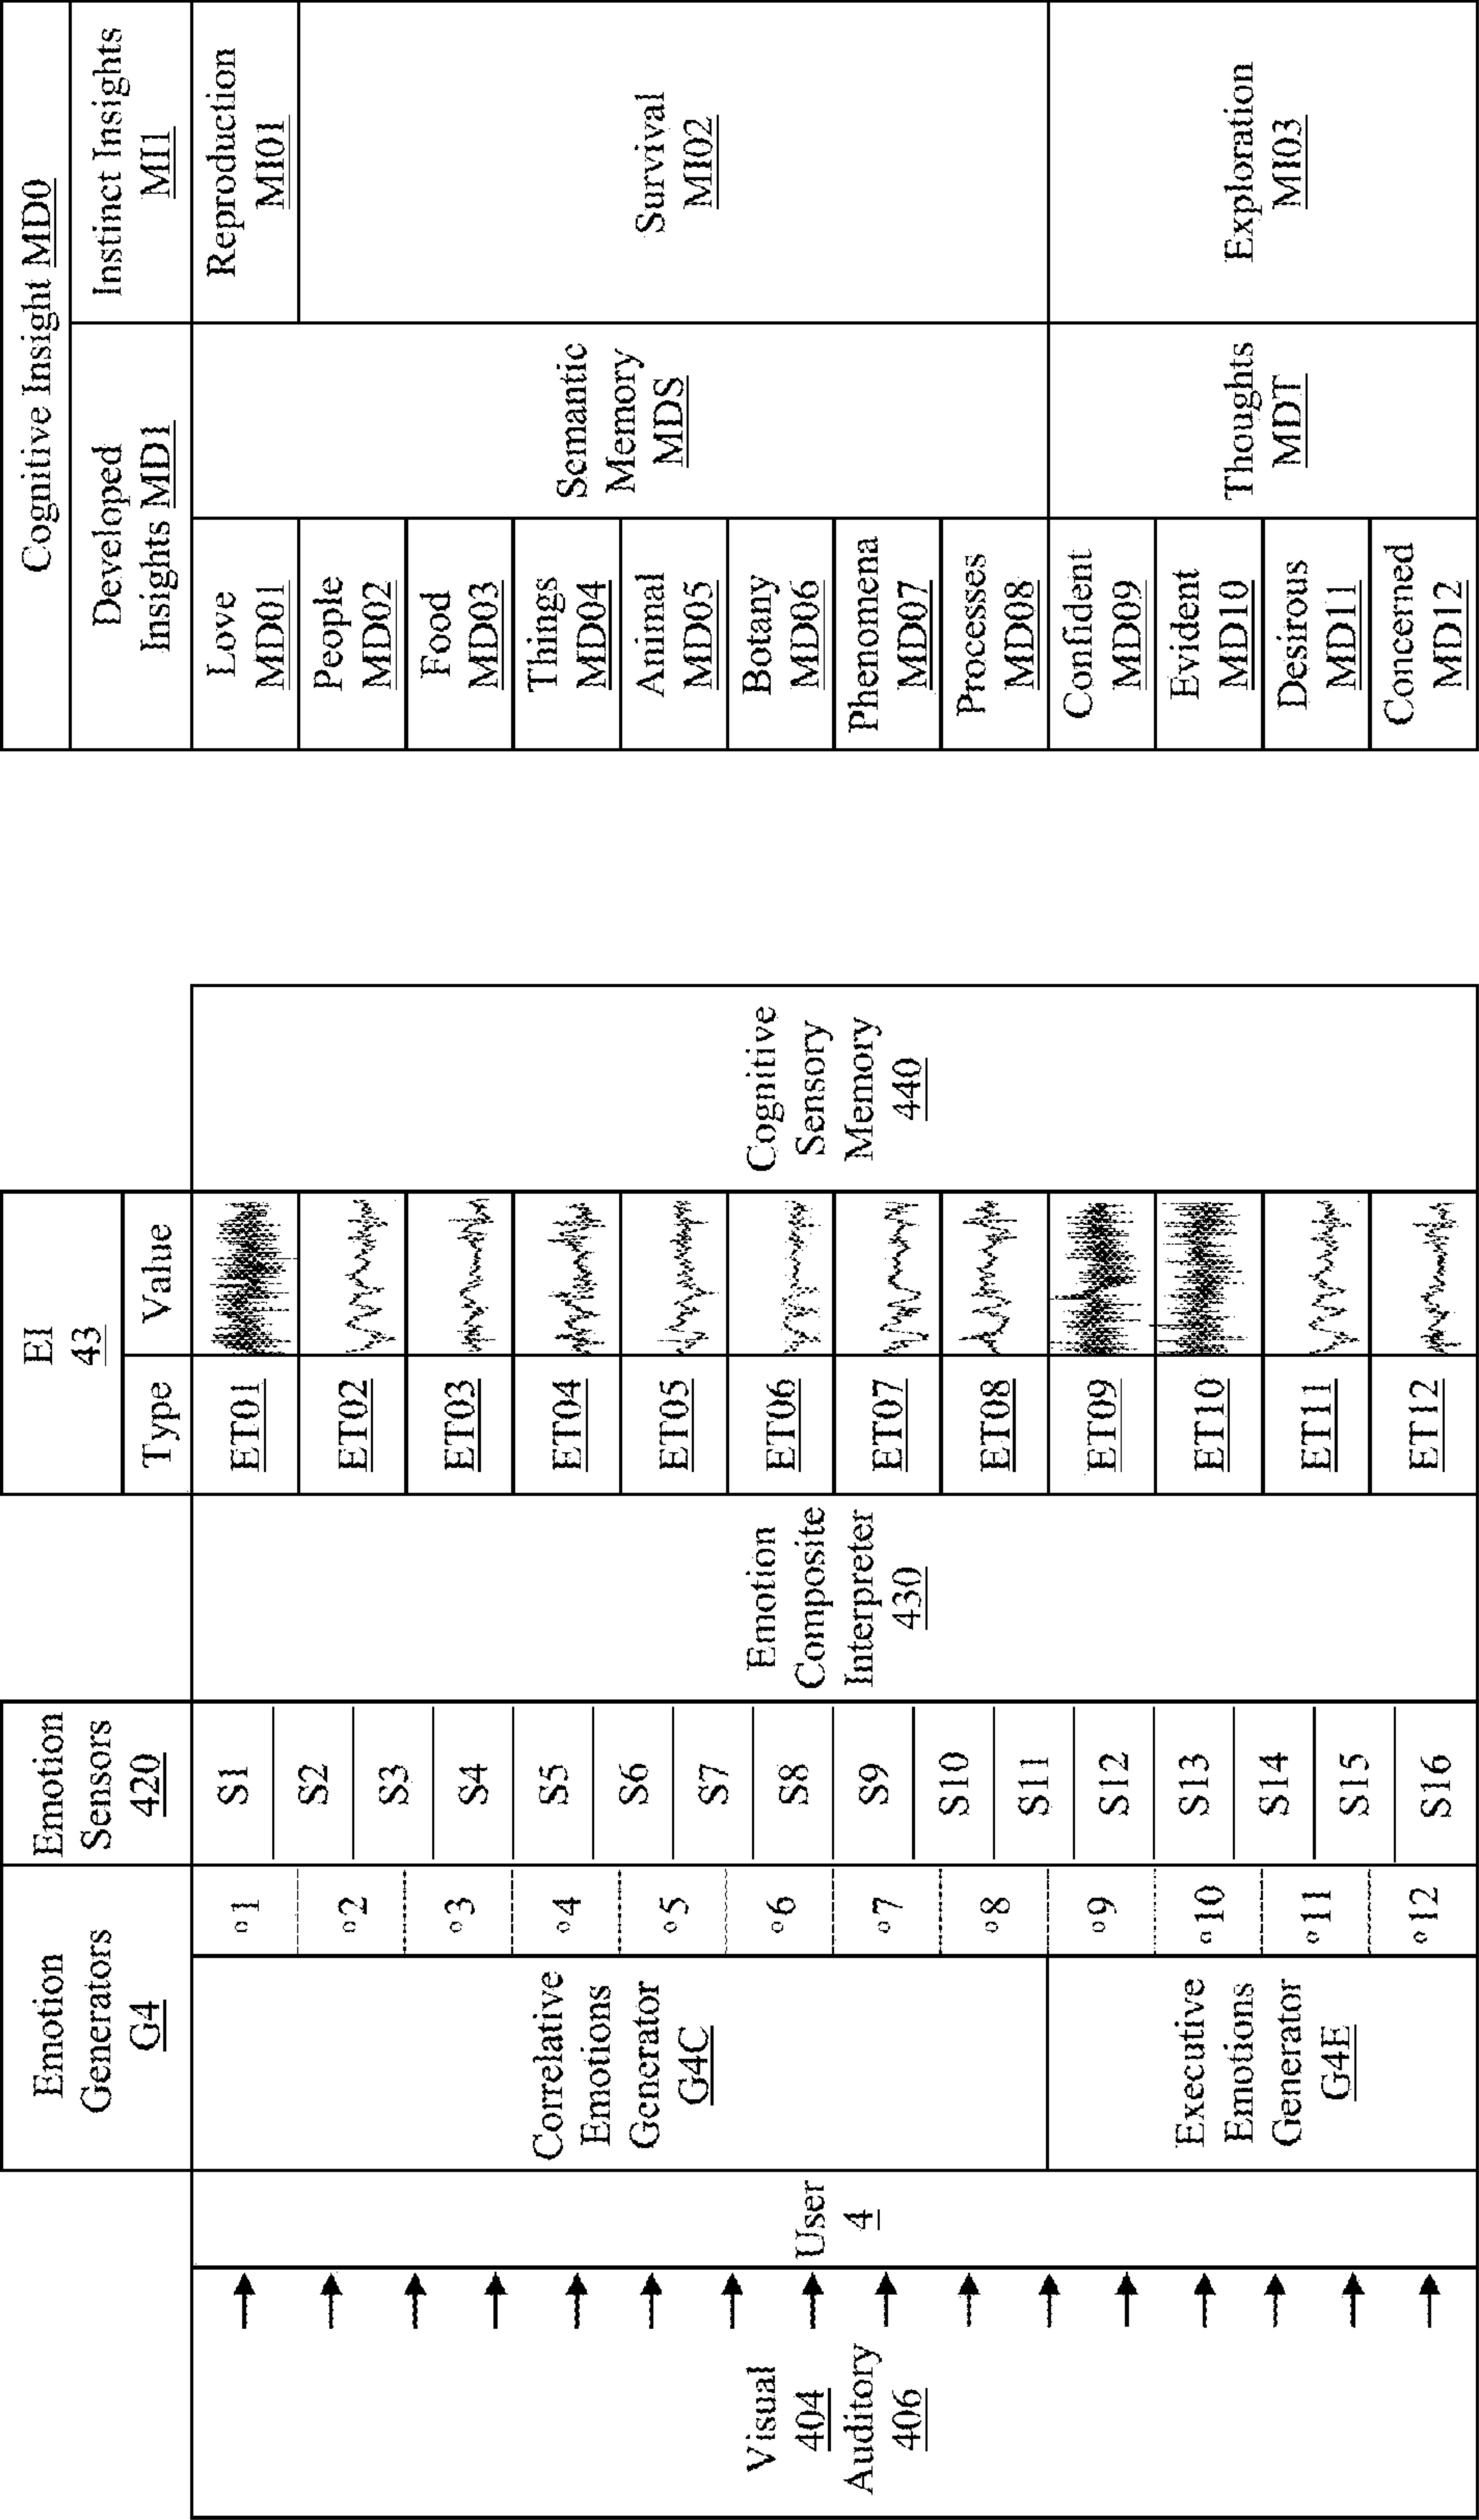 Visual
404
Auditory
406
User
4
Emotion
Generators
G4
Correlative
Emotions
Generator
G4C
Executive
Emotions
Generator
G4E
°1
°2
°3
°4
°5
°6
°7
°8
°9
°10
°11
°12
Emotion
Sensors
420
S1
S2
S3
S4
S5
S6
S7
S8
S9
S10
S11
S12
S13
S14
S15
S16
Emotion
Composite
Interpreter
430
EI
43
Type
Value
ET01
ET02
ET03
ET04
ET05
ET06
ET07
ET08
ET09
ET10
ET11
ET12
Cognitive
Sensory
Memory
440
Cognitive Insight MD0
Developed
Insights MD1
Instinct Insights
MI1
Love
MD01
People
MD02
Food
MD03
Things
MD04
Animal
MD05
Botany
MD06
Phenomena
MD07
Processes
MD08
Confident
MD09
Evident
MD10
Desirous
MD11
Concerned
MD12
Semantic
Memory
MDS
Thoughts
MDT
Reproduction
MI01
Survival
MI02
Exploration
MI03